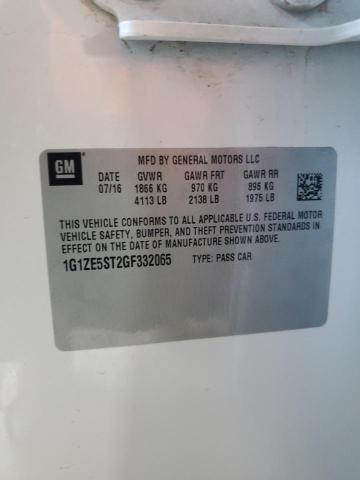 GM
MFD BY GENERAL MOTORS LLC
DATE GVWR GAWR FRT GAWR RR
07/16 1866 KG 970 KG 896 KG
4113 LB 2138 LB 1975 LB
THIS VEHICLE CONFORMS TO ALL APPLICABLE U.S. FEDERAL MOTOR
VEHICLE SAFETY, BUMPER, AND THEFT PREVENTION STANDARDS
IN EFFECT ON THE DATE OF MANUFACTURE SHOWN ABOVE.
1G1ZE5ST2GF332065 TYPE: PASS CAR